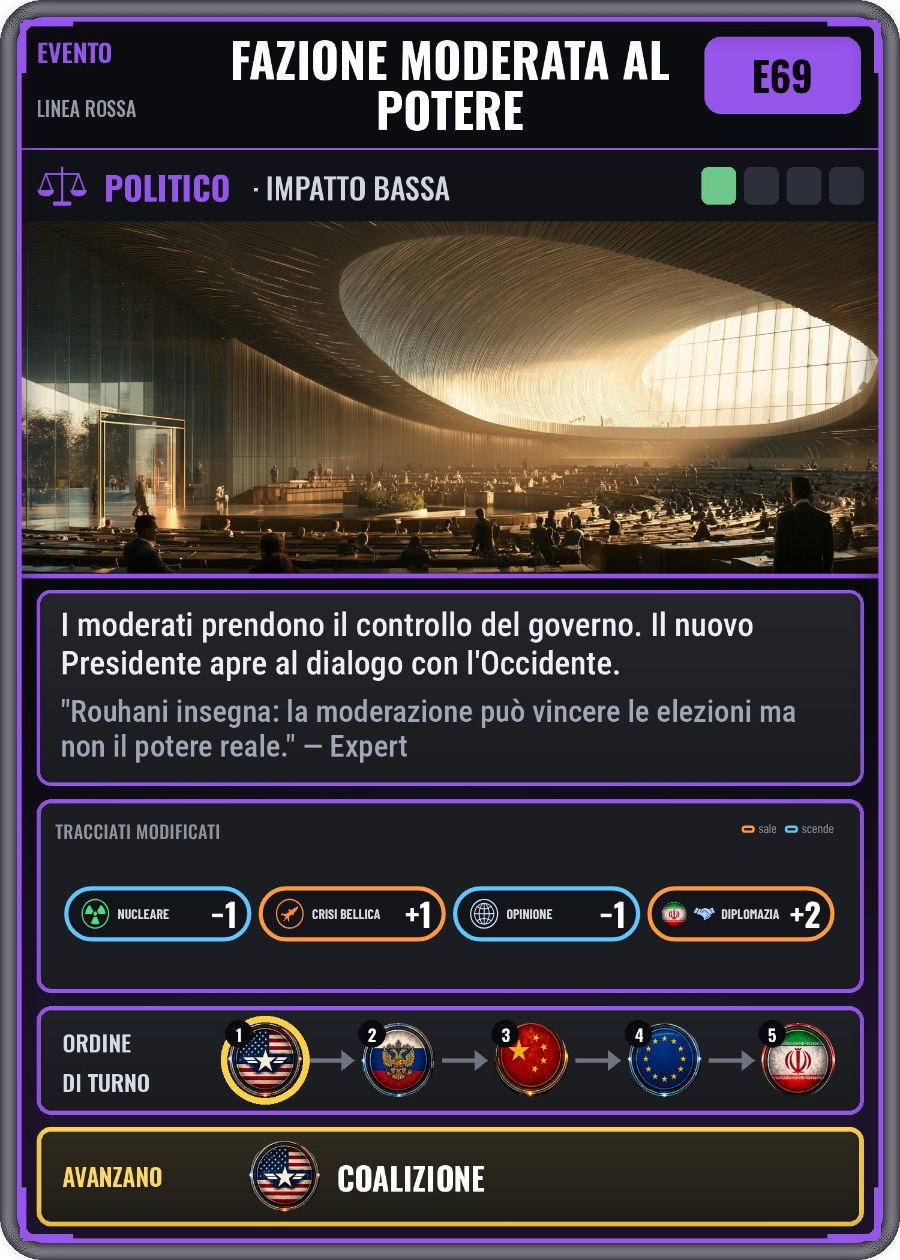 EVENTO
LINEA ROSSA
FAZIONE MODERATA AL
POTERE
E69
POLITICO · IMPATTO BASSA
I moderati prendono il controllo del governo. Il nuovo
Presidente apre al dialogo con l'Occidente.
"Rouhani insegna: la moderazione può vincere le elezioni ma
non il potere reale." — Expert
TRACCIATI MODIFICATI
sale scende
NUCLEARE -1
CRISI BELLICA +1
OPINIONE -1
DIPLOMAZIA +2
ORDINE
DI TURNO
1 2 3 4 5
AVANZANO COALIZIONE